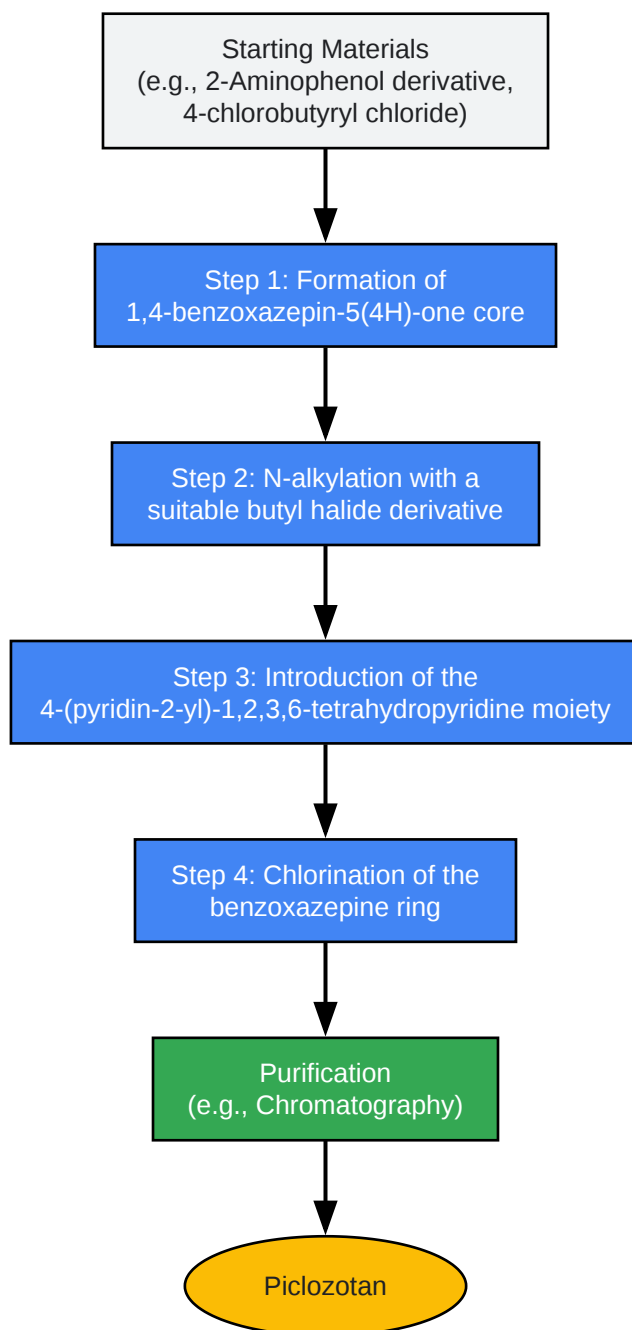 Starting Materials
(e.g., 2-Aminophenol derivative,
4-chlorobutyryl chloride)
Step 1: Formation of
1,4-benzoxazepin-5(4H)-one core
Step 2: N-alkylation with a
suitable butyl halide derivative
Step 3: Introduction of the
4-(pyridin-2-yl)-1,2,3,6-tetrahydropyridine moiety
Step 4: Chlorination of the
benzoxazepine ring
Purification
(e.g., Chromatography)
Piclozotan